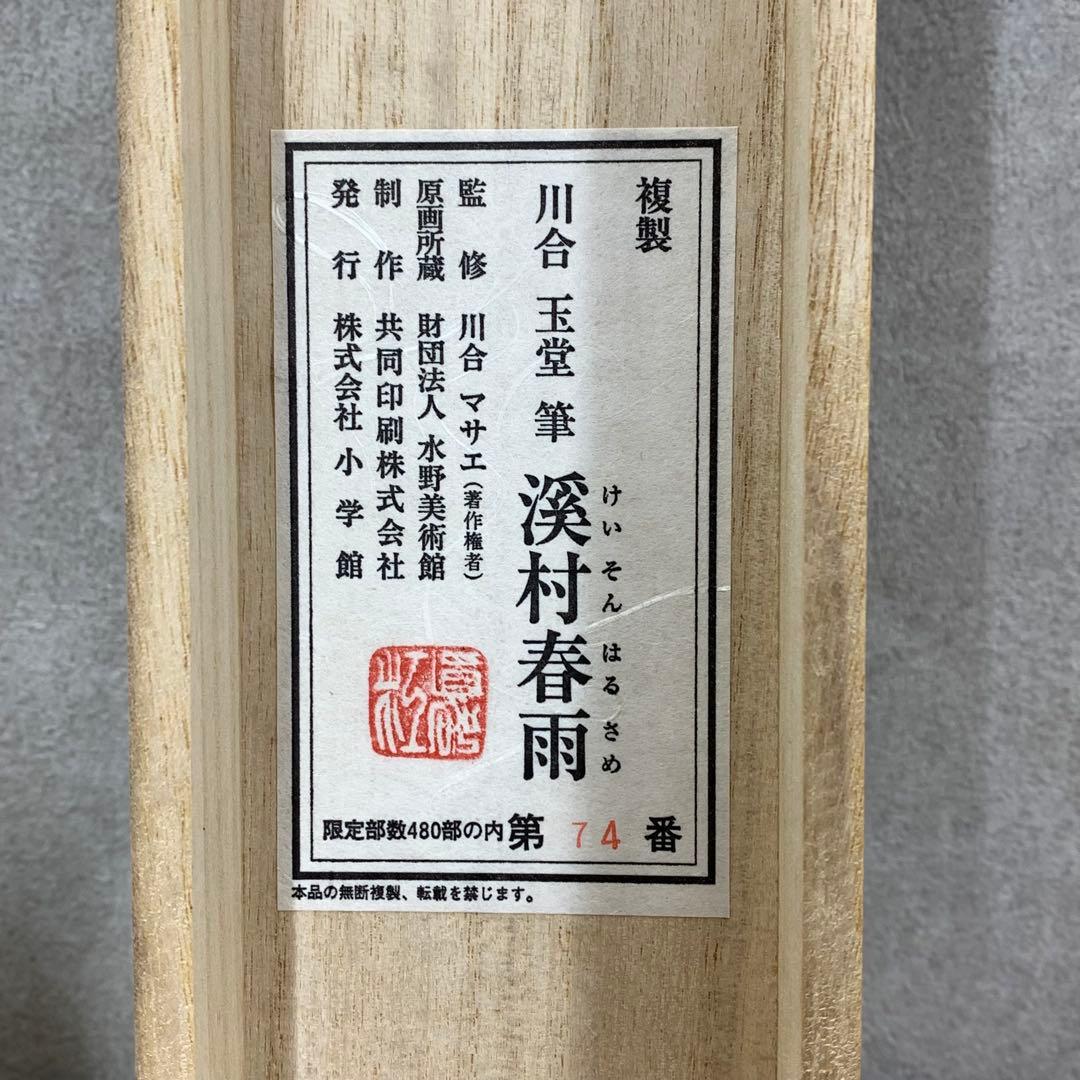 複製
川合 玉堂 筆 溪村春雨
けいそんはるさめ
監修 川合 マサエ(著作権者)
原画所蔵 財団法人 水野美術館
制作 共同印刷株式会社
発行 株式会社 小学館
限定部数480部の内 第 74 番
本品の無断複製、転載を禁じます。